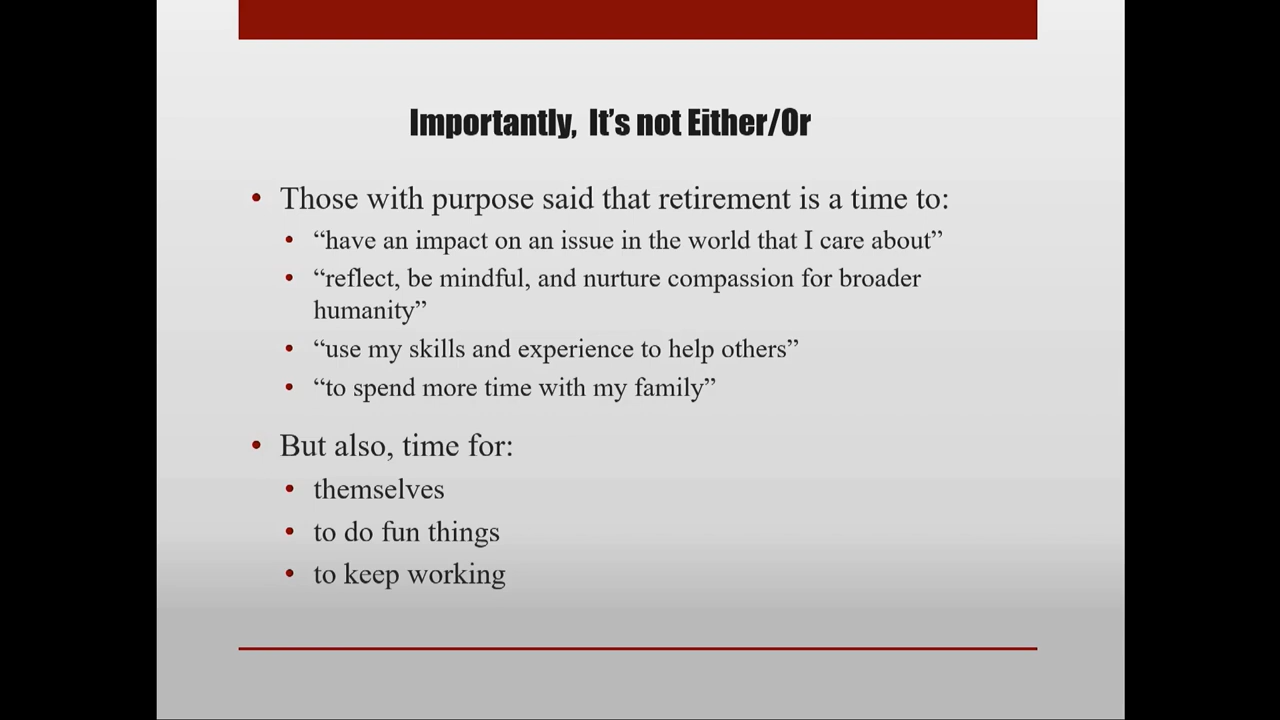 Importantly, It’s not Either/Or
• Those with purpose said that retirement is a time to:
• “have an impact on an issue in the world that I care about”
• “reflect, be mindful, and nurture compassion for broader
humanity”
• “use my skills and experience to help others”
• “to spend more time with my family”
• But also, time for:
• themselves
• to do fun things
• to keep working